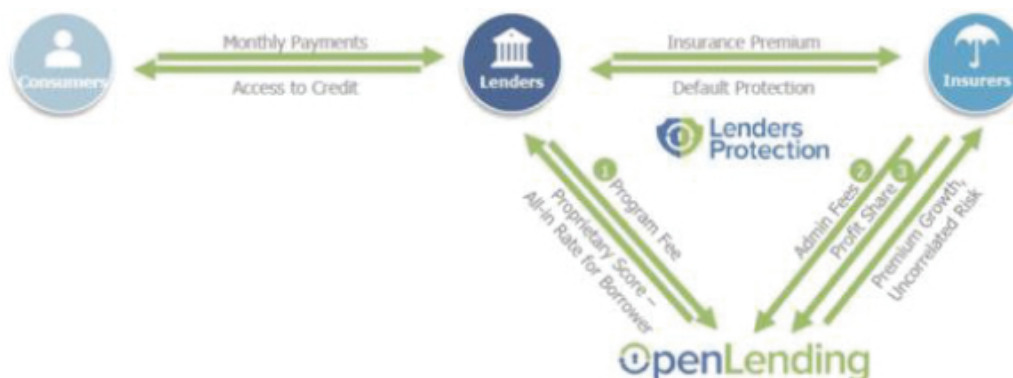 Consumers
Monthly Payments
Access to Credit
Lenders
Insurance Premium
Default Protection
Insurers
Lenders
Protection
1
Program Fee
Proprietary Score –
All-in Rate for Borrower
2
Admin Fees
3
Profit Share
Premium Growth,
Uncorrelated Risk
OpenLending